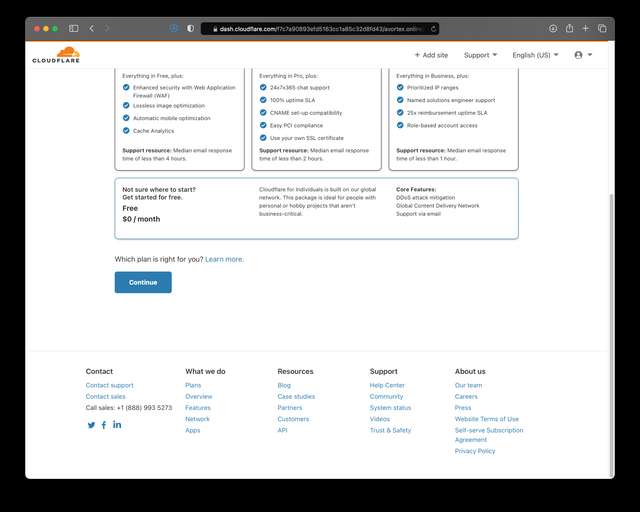 dash.cloudflare.com/f7c7a90893efd5163cc1a85c32d8fd43/avortex.online
CLOUDFLARE
+ Add site
Support
English (US)
Everything in Free, plus:
Enhanced security with Web Application
Firewall (WAF)
Lossless image optimization
Automatic mobile optimization
Cache Analytics
Support resource: Median email response
time of less than 4 hours.
Everything in Pro, plus:
24x7x365 chat support
100% uptime SLA
CNAME set-up compatibility
Easy PCI compliance
Use your own SSL certificate
Support resource: Median email response
time of less than 2 hours.
Everything in Business, plus:
Prioritized IP ranges
Named solutions engineer support
25x reimbursement uptime SLA
Role-based account access
Support resource: Median email response
time of less than 1 hour.
Not sure where to start?
Get started for free.
Free
$0 / month
Cloudflare for Individuals is built on our global
network. This package is ideal for people with
personal or hobby projects that aren't
business-critical.
Core Features:
DDoS attack mitigation
Global Content Delivery Network
Support via email
Which plan is right for you? Learn more.
Continue
Contact
Contact support
Contact sales
Call sales: +1 (888) 993 5273
What we do
Plans
Overview
Features
Network
Apps
Resources
Blog
Case studies
Partners
Customers
API
Support
Help Center
Community
System status
Videos
Trust & Safety
About us
Our team
Careers
Press
Website Terms of Use
Self-serve Subscription
Agreement
Privacy Policy